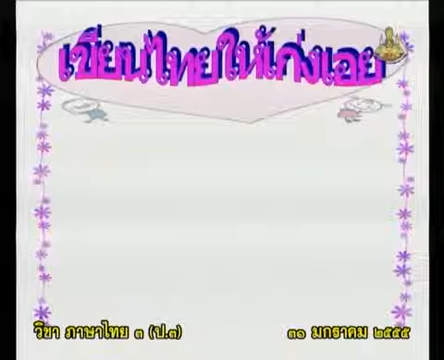 เขียนไทยให้เก่งเอย
วิชา ภาษาไทย ๓ (ป.๓)
๓๑ มกราคม ๒๕๕๕